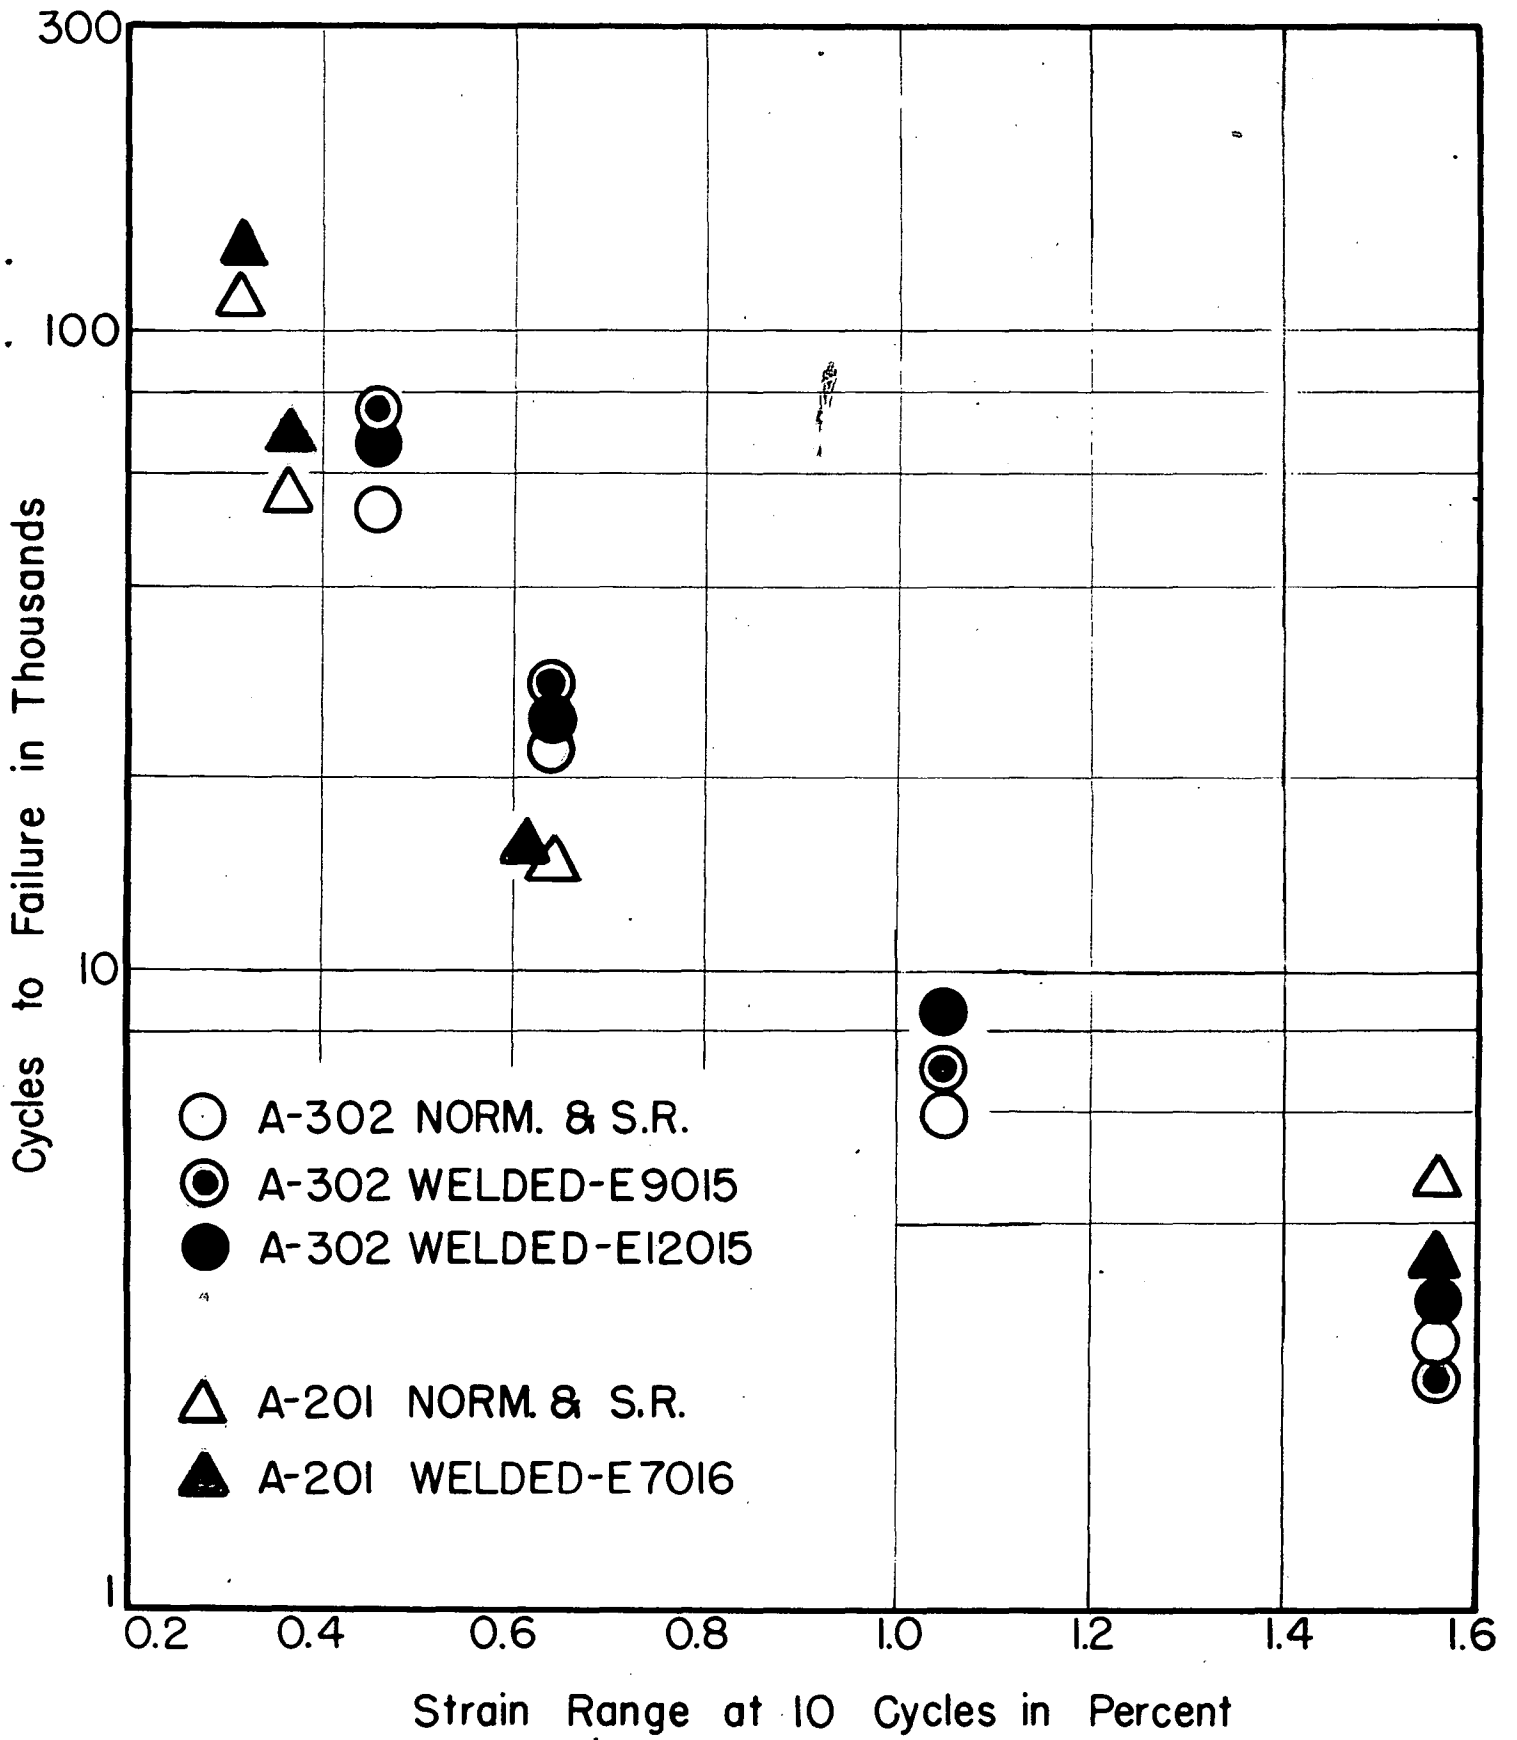 300
100
10
1
Cycles to Failure in Thousands
A-302 NORM. & S.R.
A-302 WELDED-E9015
A-302 WELDED-E12015
A-201 NORM. & S.R.
A-201 WELDED-E7016
0.2 0.4 0.6 0.8 1.0 1.2 1.4 1.6
Strain Range at 10 Cycles in Percent